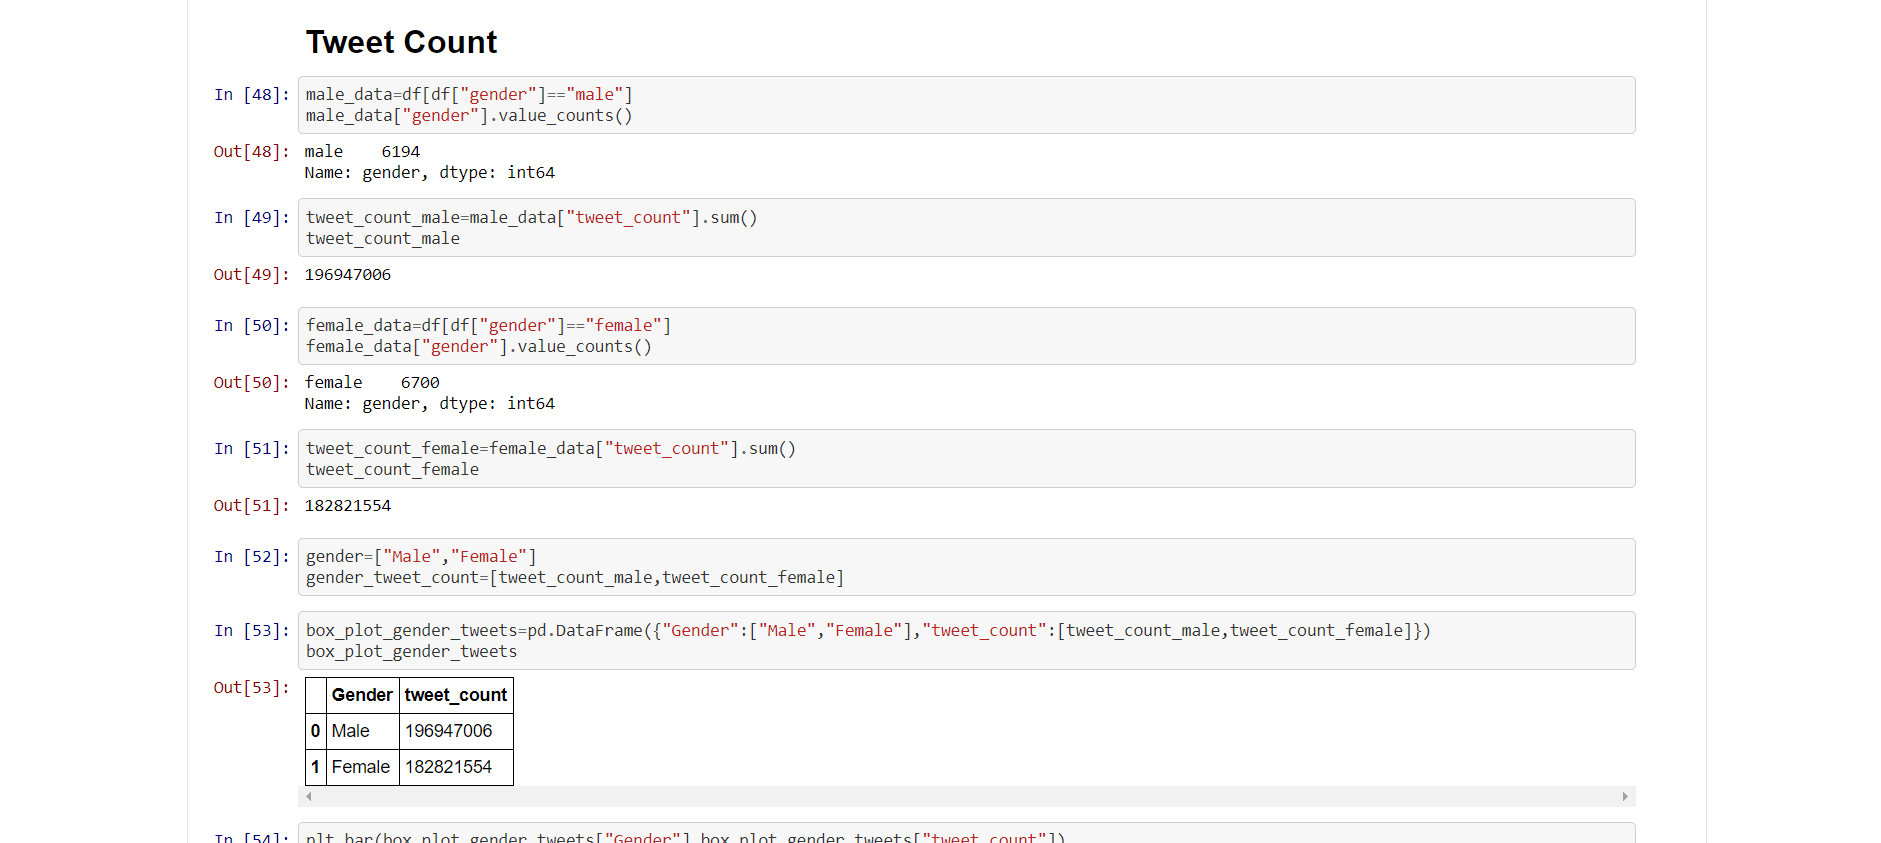 Tweet Count
In [48]: male_data=df[df["gender"]=="male"]
male_data["gender"].value_counts()
Out[48]: male    6194
Name: gender, dtype: int64
In [49]: tweet_count_male=male_data["tweet_count"].sum()
tweet_count_male
Out[49]: 196947006
In [50]: female_data=df[df["gender"]=="female"]
female_data["gender"].value_counts()
Out[50]: female    6700
Name: gender, dtype: int64
In [51]: tweet_count_female=female_data["tweet_count"].sum()
tweet_count_female
Out[51]: 182821554
In [52]: gender=["Male","Female"]
gender_tweet_count=[tweet_count_male,tweet_count_female]
In [53]: box_plot_gender_tweets=pd.DataFrame({"Gender":["Male","Female"],"tweet_count":[tweet_count_male,tweet_count_female]})
box_plot_gender_tweets
Out[53]:
Gender tweet_count
0 Male 196947006
1 Female 182821554
In [54]: plt.bar(box_plot_gender_tweets["Gender"],box_plot_gender_tweets["tweet_count"])